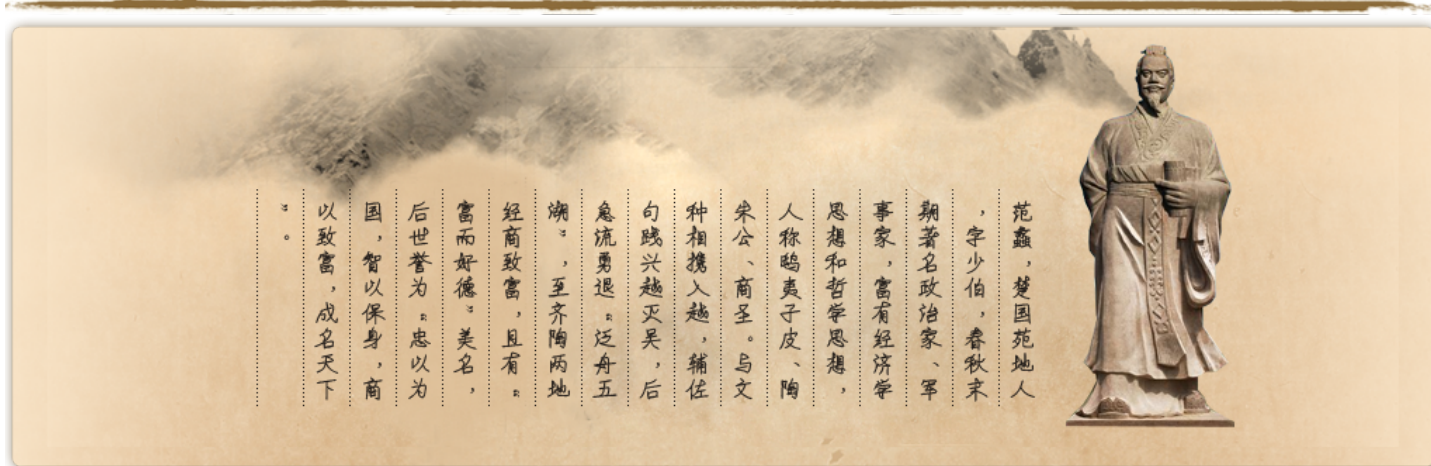 范蠡，楚国苑地人
，字少伯，春秋末
期著名政治家、军
事家，富有经济学
思想和哲学思想，
人称鸱夷子皮、陶
朱公、商圣。与文
种相携入越，辅佐
句践兴越灭吴，后
急流勇退“泛舟五
湖”，至齐陶两地
经商致富，且有“
富而好德”美名，
后世誉为“忠以为
国，智以保身，商
以致富，成名天下
”。